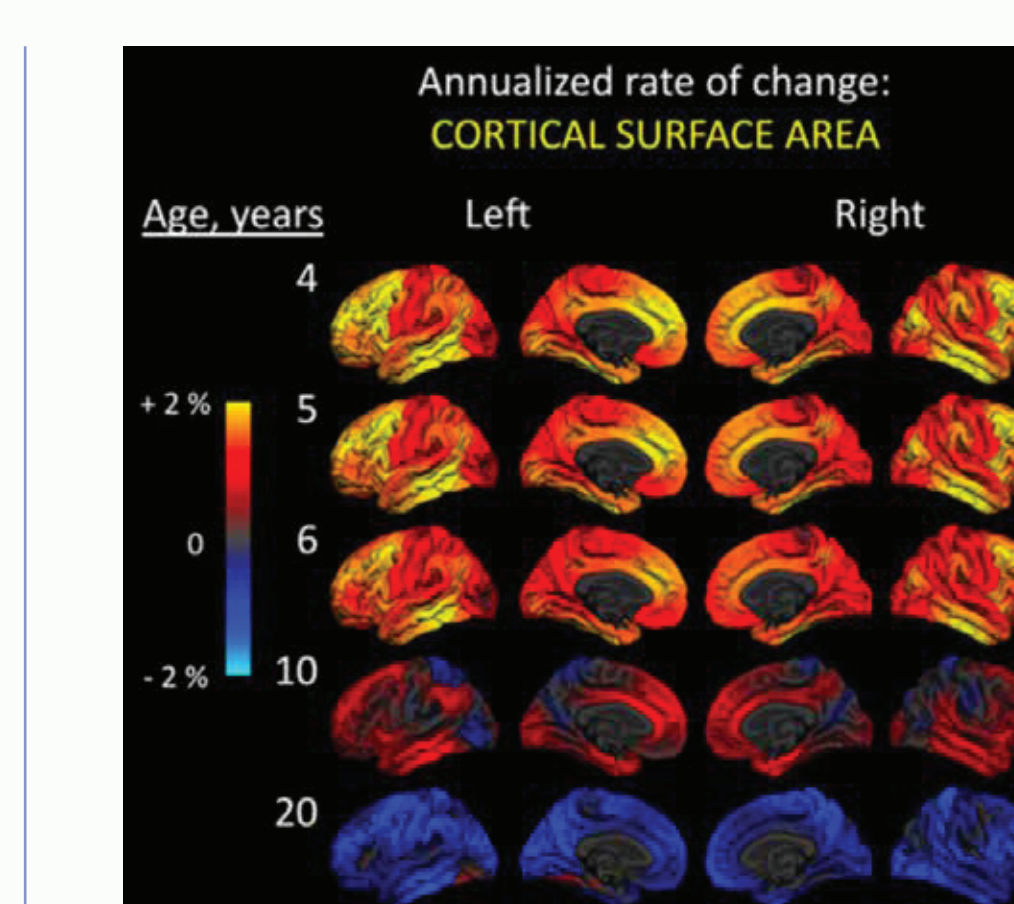 Annualized rate of change:
CORTICAL SURFACE AREA
Age, years
Left
Right
4
+ 2 %
5
0
6
- 2 %
10
20